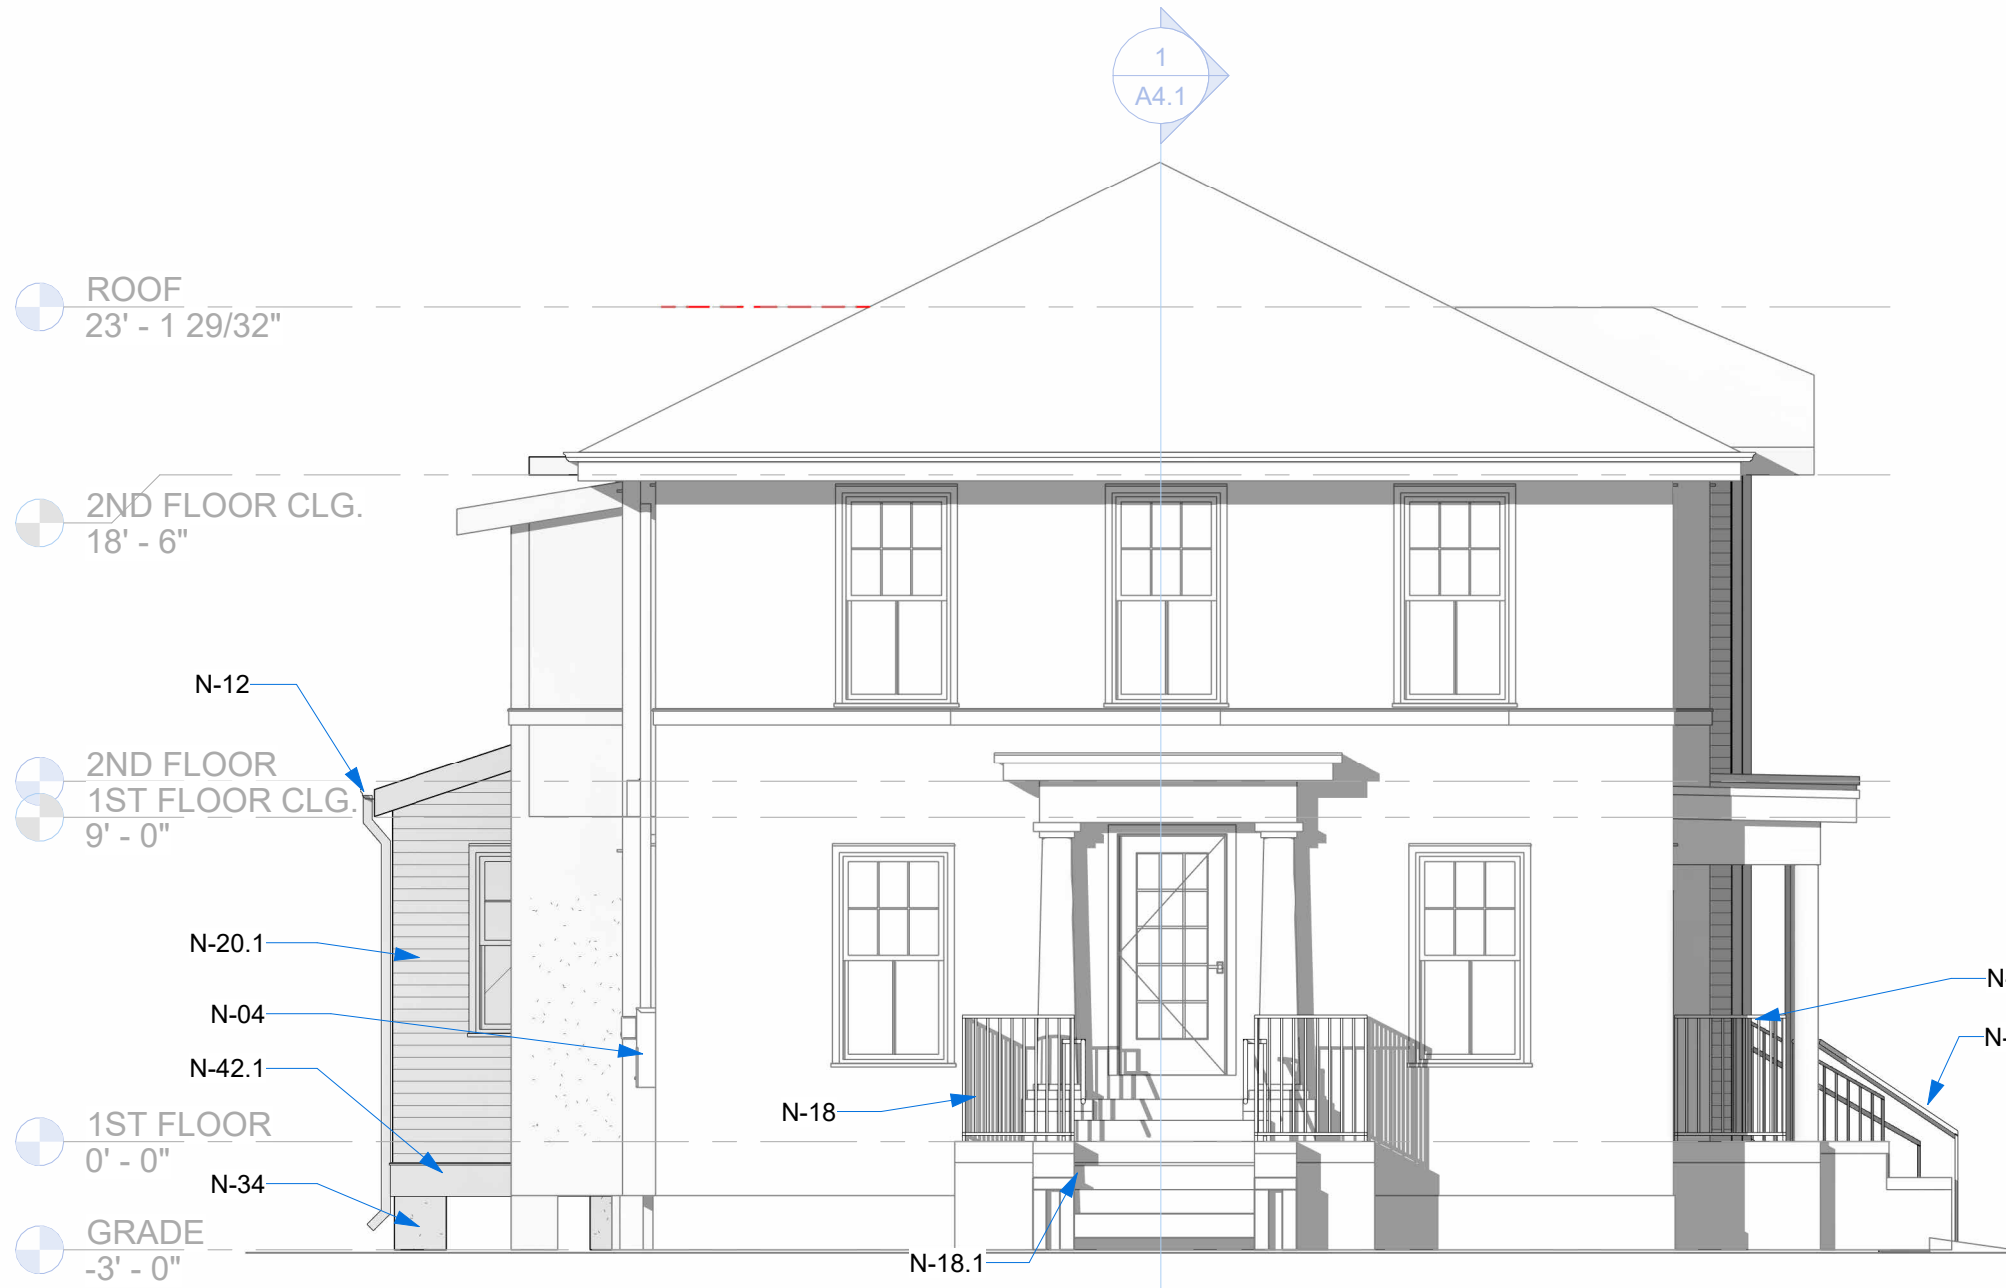 1
A4.1
ROOF
23' - 1 29/32"
2ND FLOOR CLG.
18' - 6"
N-12
2ND FLOOR
1ST FLOOR CLG.
9' - 0"
N-20.1
N-04
N-42.1
N-18
1ST FLOOR
0' - 0"
N-34
GRADE
-3' - 0"
N-18.1
N-
N-